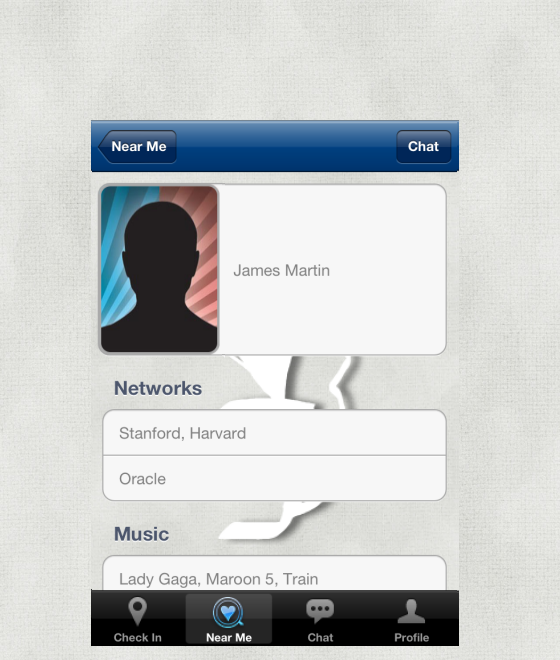 Near Me
Chat
James Martin
Networks
Stanford, Harvard
Oracle
Music
Lady Gaga, Maroon 5, Train
Check In
Near Me
Chat
Profile